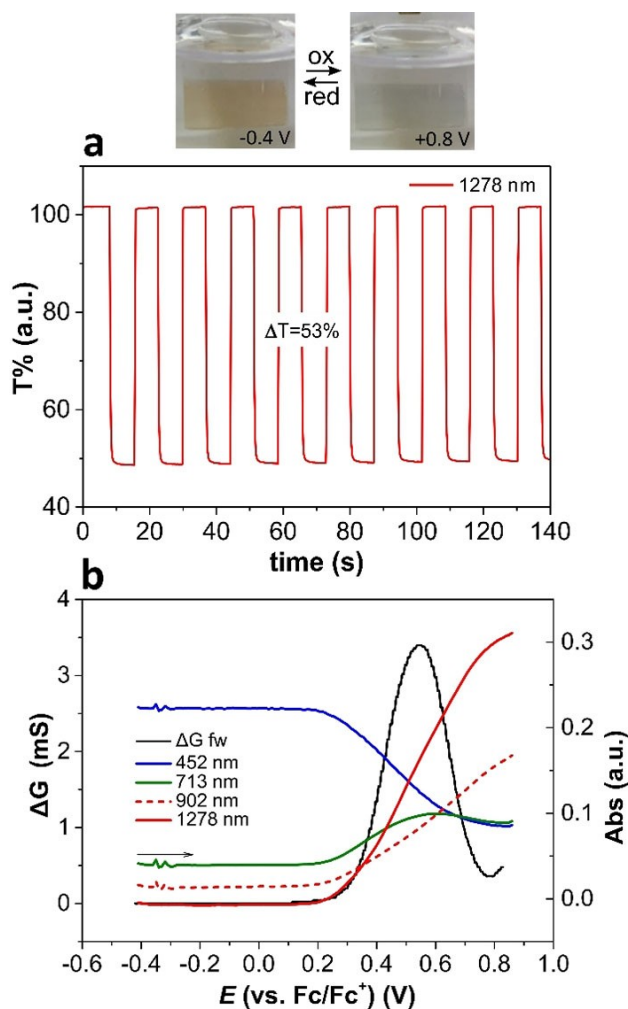 ox
red
-0.4 V
+0.8 V
a
1278 nm
100
80
60
40
T% (a.u.)
ΔT=53%
0 20 40 60 80 100 120 140
time (s)
b
4
3
2
1
0
ΔG (mS)
ΔG fw
452 nm
713 nm
902 nm
1278 nm
0.3
0.2
0.1
0.0
Abs (a.u.)
-0.6 -0.4 -0.2 0.0 0.2 0.4 0.6 0.8 1.0
E (vs. Fc/Fc⁺) (V)